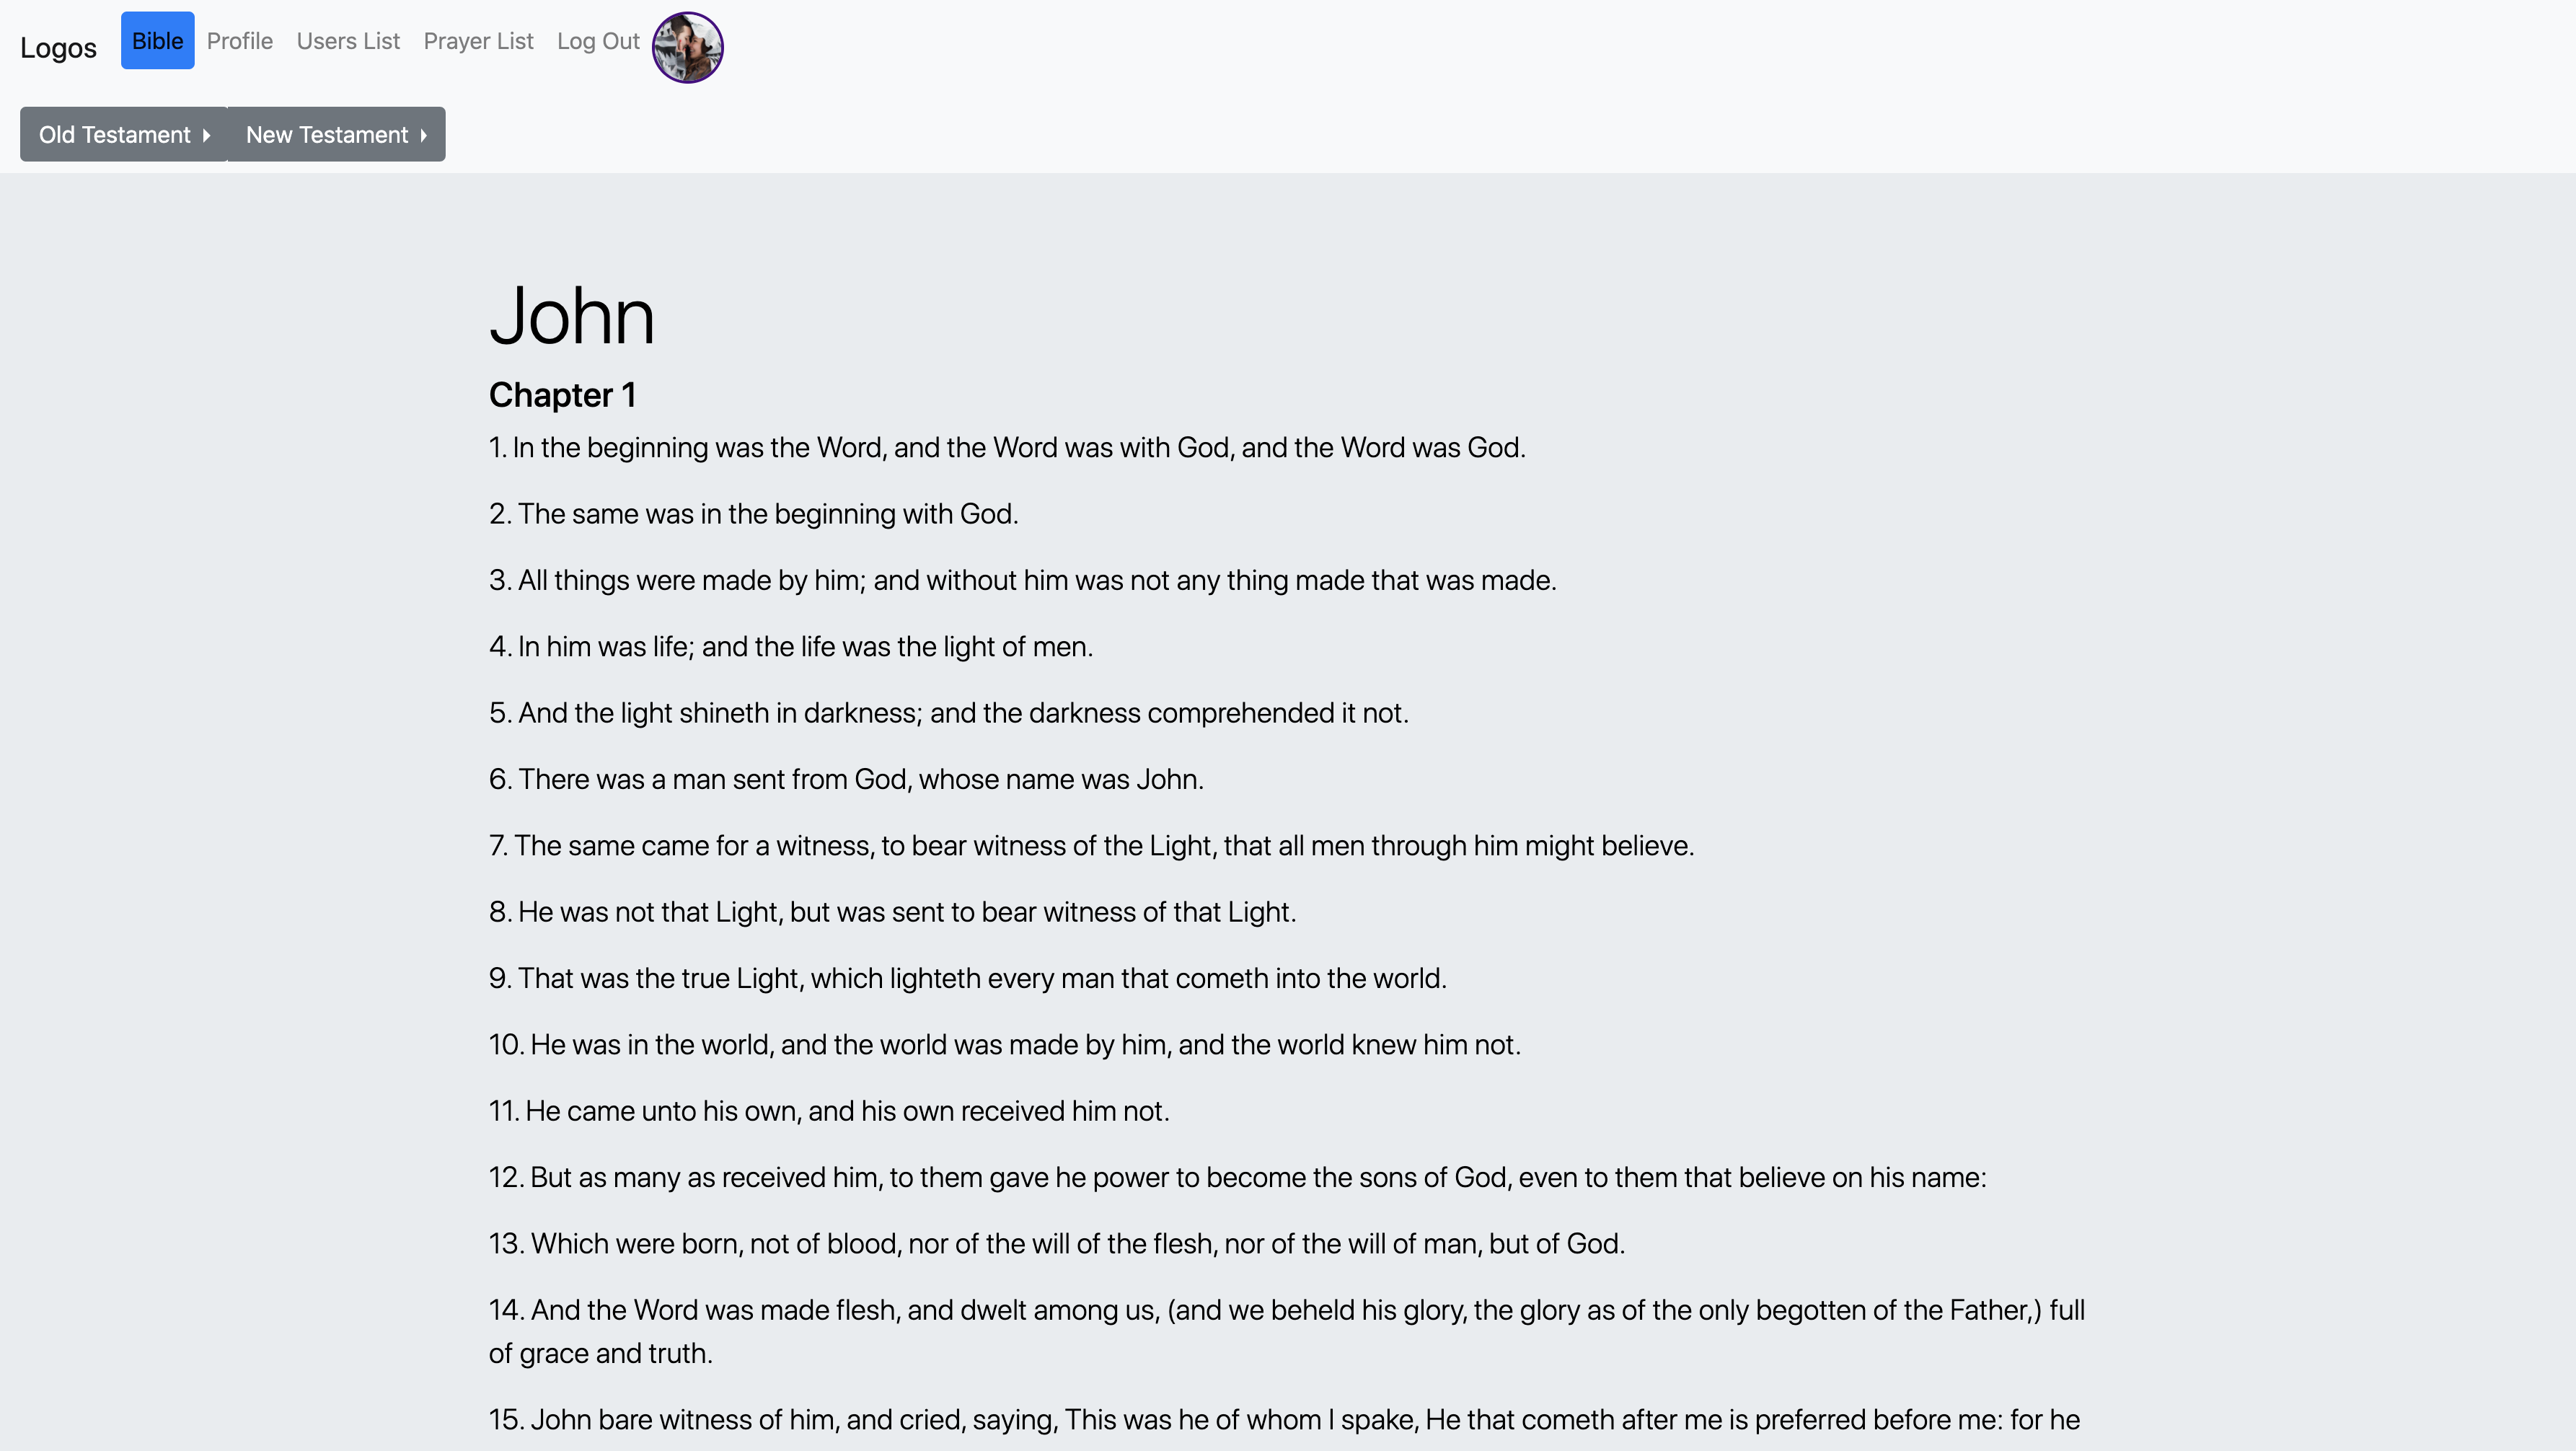 Logos Bible Profile Users List Prayer List Log Out
Old Testament New Testament
John
Chapter 1
1. In the beginning was the Word, and the Word was with God, and the Word was God.
2. The same was in the beginning with God.
3. All things were made by him; and without him was not any thing made that was made.
4. In him was life; and the life was the light of men.
5. And the light shineth in darkness; and the darkness comprehended it not.
6. There was a man sent from God, whose name was John.
7. The same came for a witness, to bear witness of the Light, that all men through him might believe.
8. He was not that Light, but was sent to bear witness of that Light.
9. That was the true Light, which lighteth every man that cometh into the world.
10. He was in the world, and the world was made by him, and the world knew him not.
11. He came unto his own, and his own received him not.
12. But as many as received him, to them gave he power to become the sons of God, even to them that believe on his name:
13. Which were born, not of blood, nor of the will of the flesh, nor of the will of man, but of God.
14. And the Word was made flesh, and dwelt among us, (and we beheld his glory, the glory as of the only begotten of the Father,) full
of grace and truth.
15. John bare witness of him, and cried, saying, This was he of whom I spake, He that cometh after me is preferred before me: for he